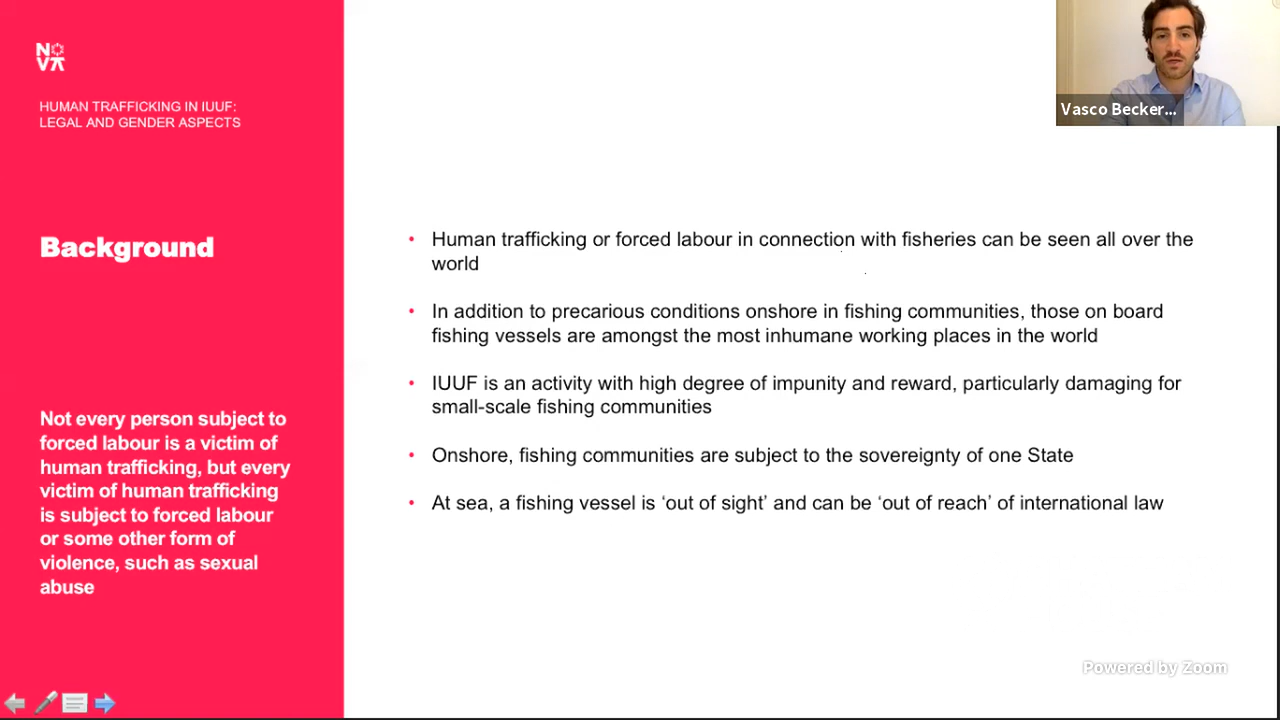 NOVA
HUMAN TRAFFICKING IN IUUF:
LEGAL AND GENDER ASPECTS
Background
Not every person subject to
forced labour is a victim of
human trafficking, but every
victim of human trafficking
is subject to forced labour
or some other form of
violence, such as sexual
abuse
Vasco Becker...
• Human trafficking or forced labour in connection with fisheries can be seen all over the
world
• In addition to precarious conditions onshore in fishing communities, those on board
fishing vessels are amongst the most inhumane working places in the world
• IUUF is an activity with high degree of impunity and reward, particularly damaging for
small-scale fishing communities
• Onshore, fishing communities are subject to the sovereignty of one State
• At sea, a fishing vessel is ‘out of sight’ and can be ‘out of reach’ of international law
Powered by Zoom